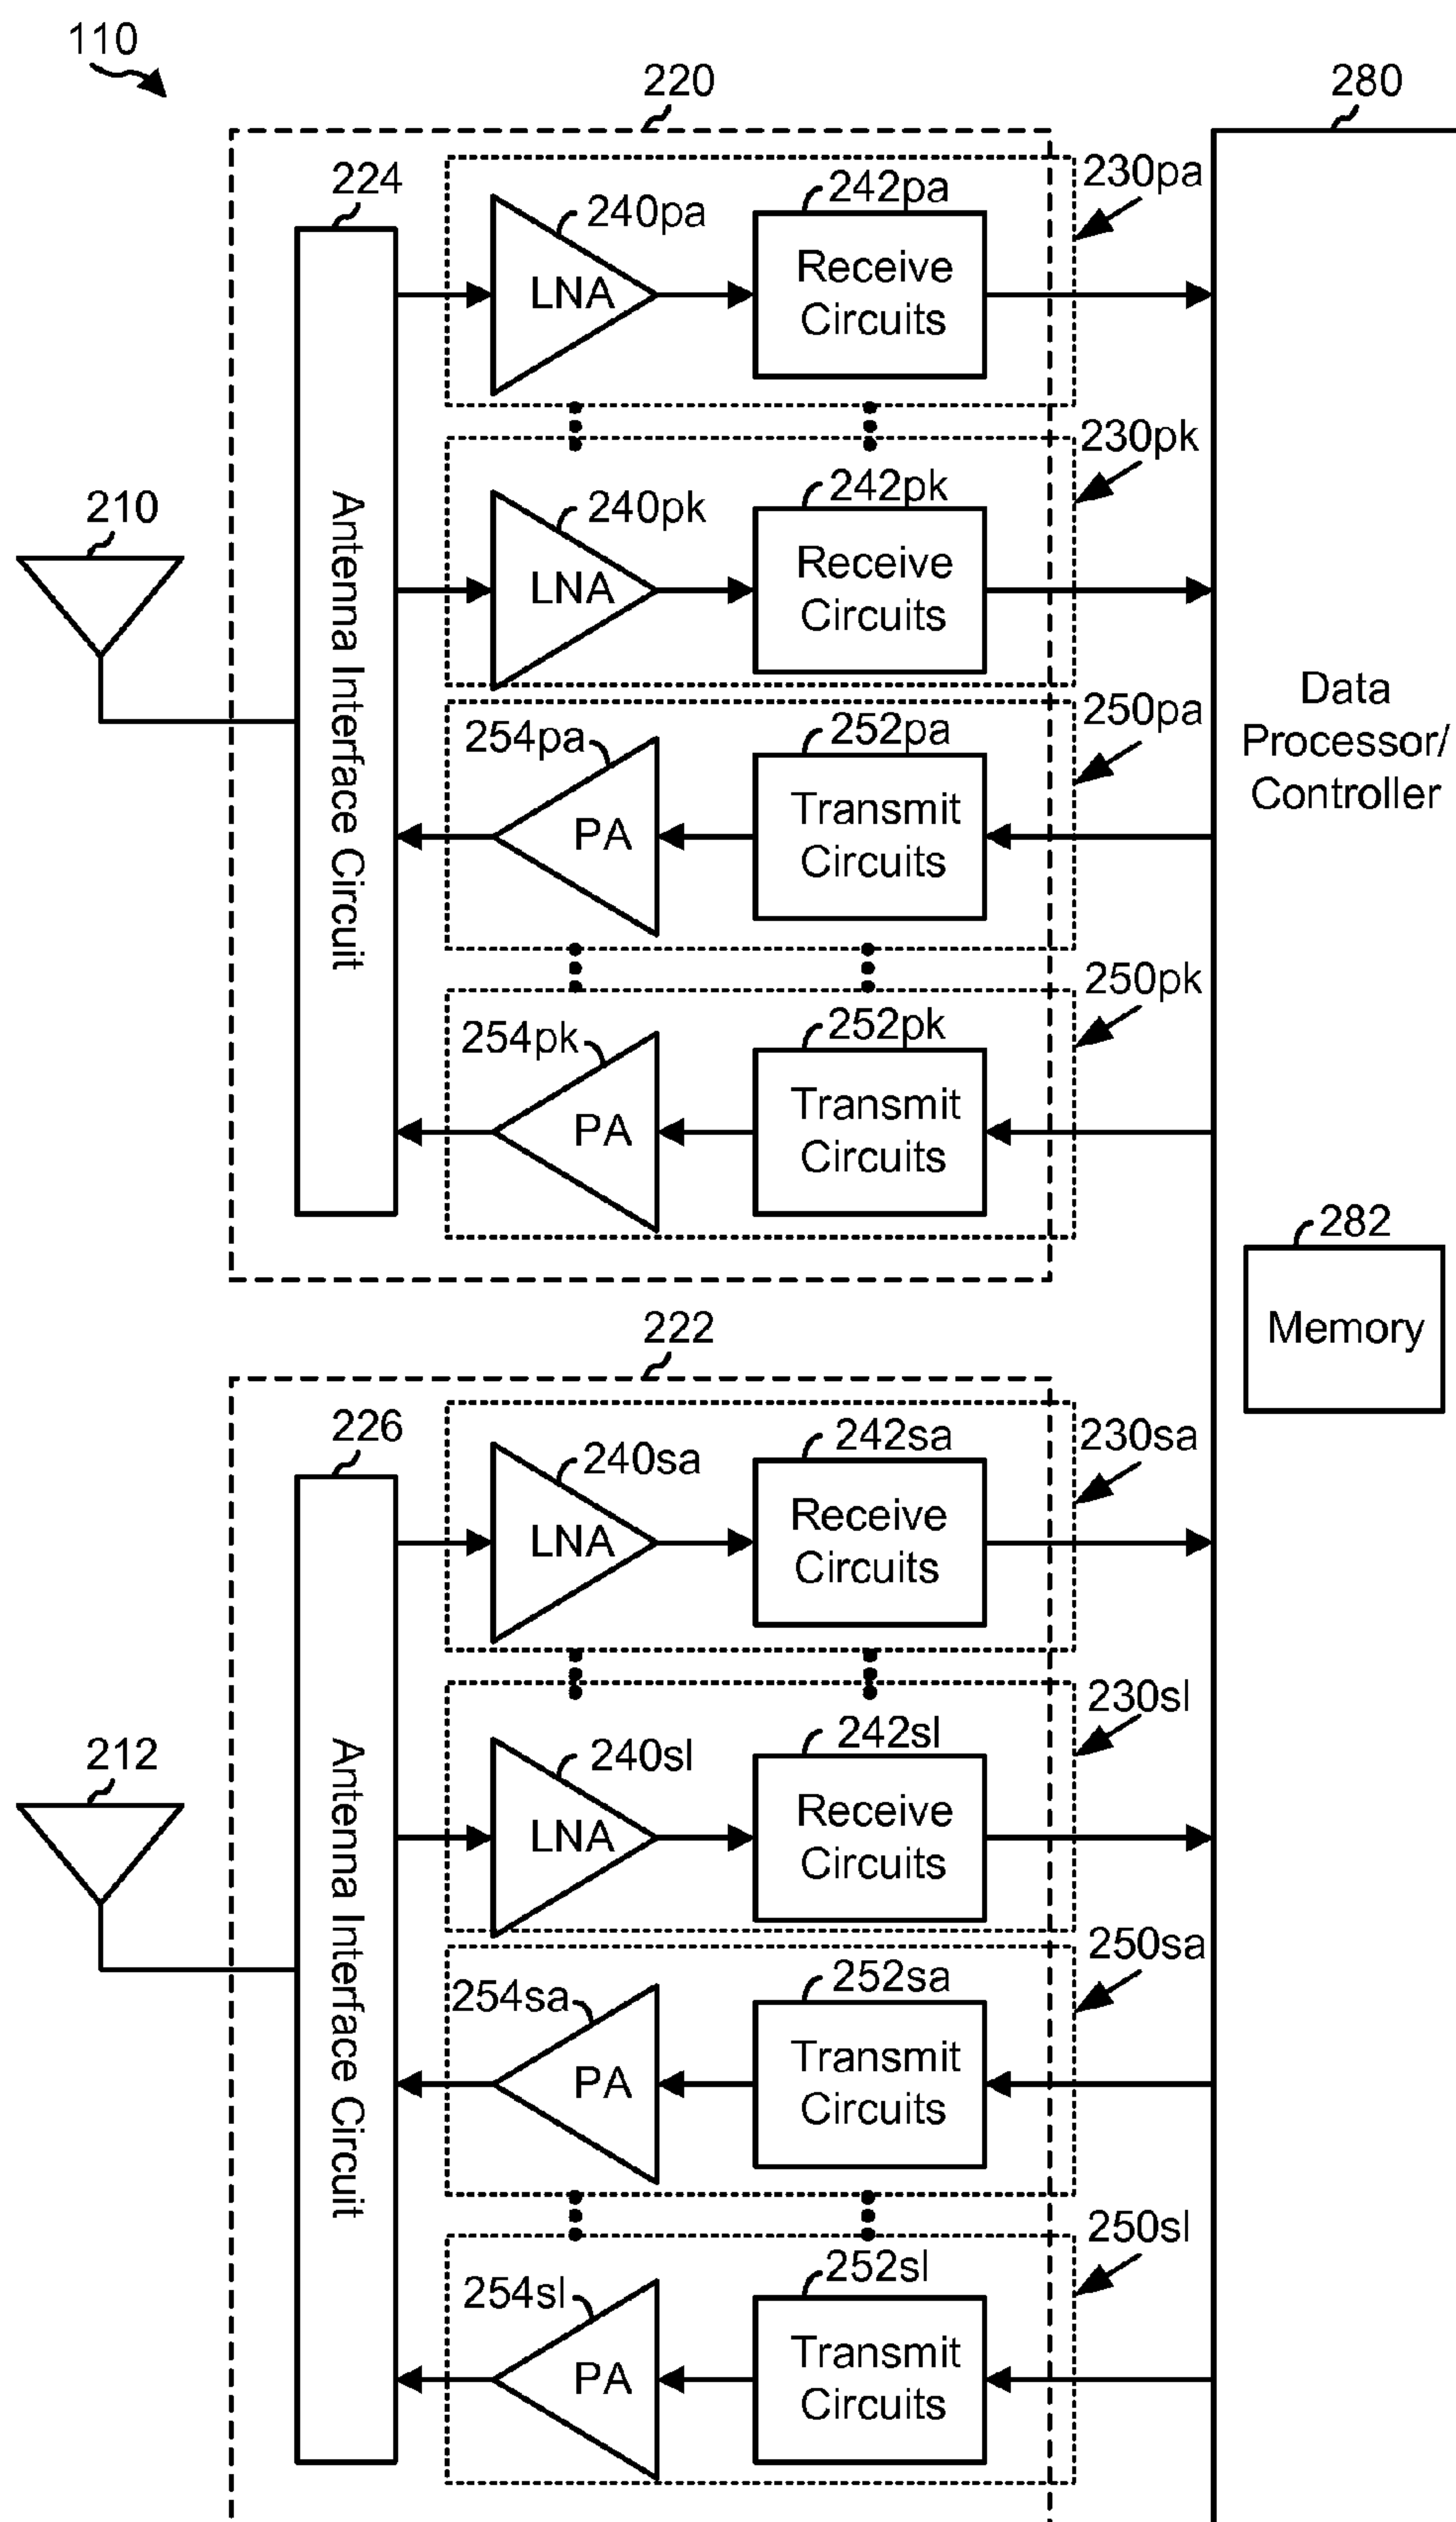 110
220
280
224
240pa
242pa
230pa
LNA
Receive
Circuits
230pk
210
240pk
242pk
LNA
Receive
Circuits
Antenna Interface Circuit
Data
Processor/
Controller
250pa
254pa
252pa
PA
Transmit
Circuits
250pk
254pk
252pk
PA
Transmit
Circuits
282
Memory
222
226
240sa
242sa
230sa
LNA
Receive
Circuits
230sl
212
240sl
242sl
LNA
Receive
Circuits
Antenna Interface Circuit
250sa
254sa
252sa
PA
Transmit
Circuits
250sl
254sl
252sl
PA
Transmit
Circuits